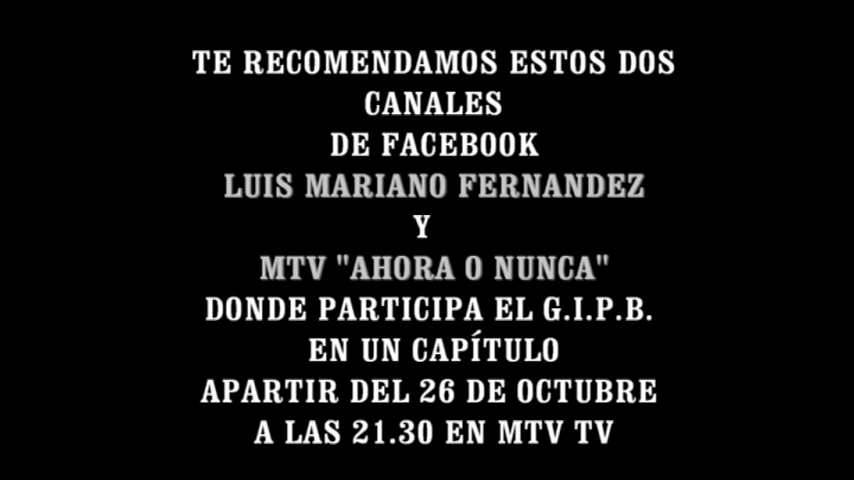 TE RECOMENDAMOS ESTOS DOS
CANALES
DE FACEBOOK
LUIS MARIANO FERNANDEZ
Y
MTV "AHORA O NUNCA"
DONDE PARTICIPA EL G.I.P.B.
EN UN CAPÍTULO
APARTIR DEL 26 DE OCTUBRE
A LAS 21.30 EN MTV TV